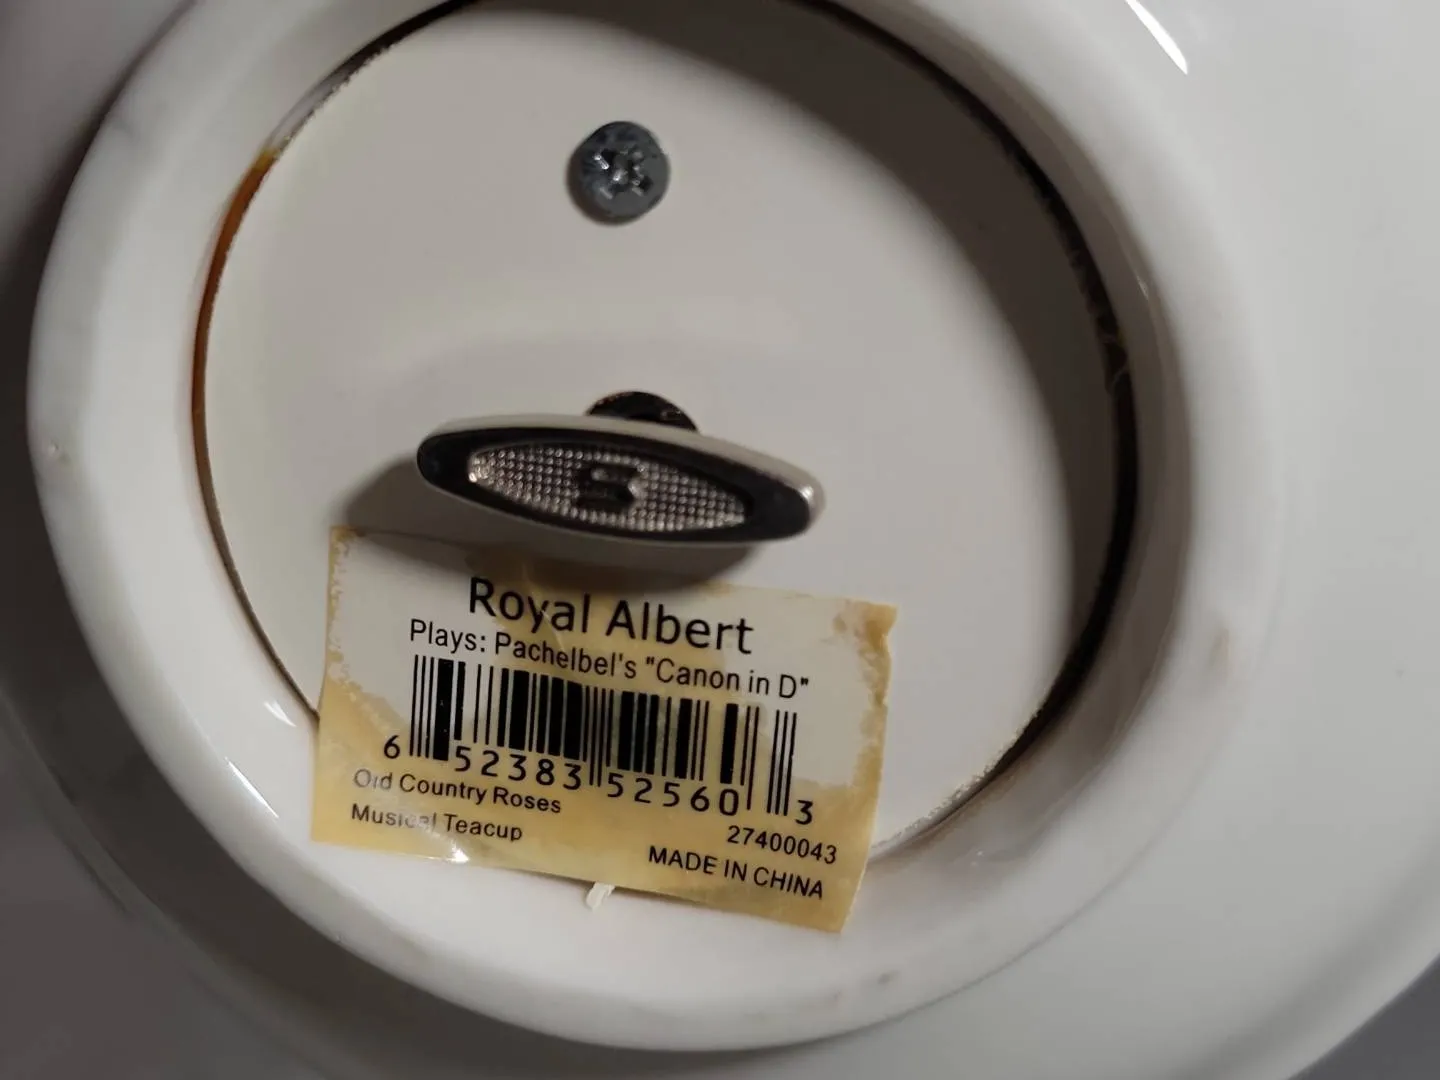 S
Royal Albert
Plays: Pachelbel's "Canon in D"
6 52383 52560 3
Old Country Roses
Musical Teacup
27400043
MADE IN CHINA